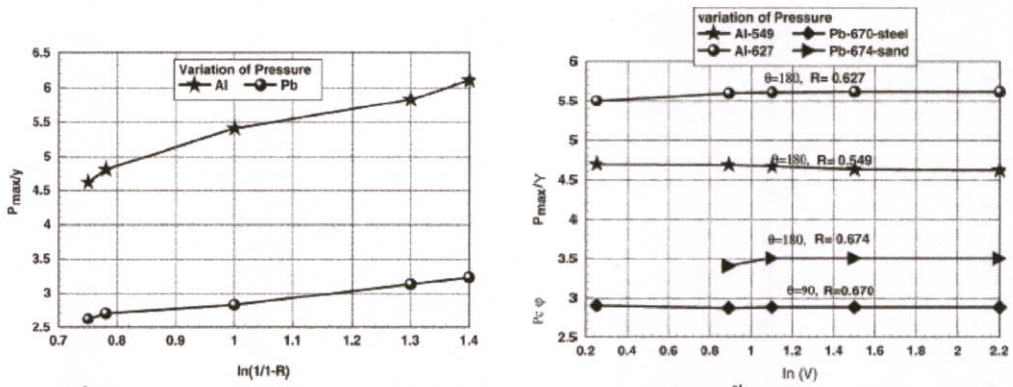 Variation of Pressure
Al Pb
6.5
6
5.5
5
4.5
4
3.5
3
2.5
0.7 0.8 0.9 1 1.1 1.2 1.3 1.4
Pmax/y
ln(1/1-R)
variation of Pressure
Al-549 Pb-670-steel
Al-627 Pb-674-sand
6
5.5
5
4.5
4
3.5
3
2.5
θ=180, R= 0.627
θ=180, R= 0.549
θ=180, R= 0.674
θ=90, R=0.670
0.2 0.4 0.6 0.8 1 1.2 1.4 1.6 1.8 2 2.2
Pc φ Pmax/Y
ln (V)